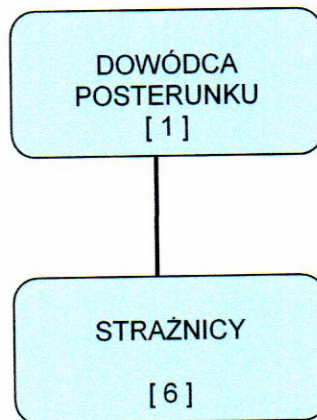 DOWÓDCA
POSTERUNKU
[ 1 ]
STRAŻNICY
[ 6 ]